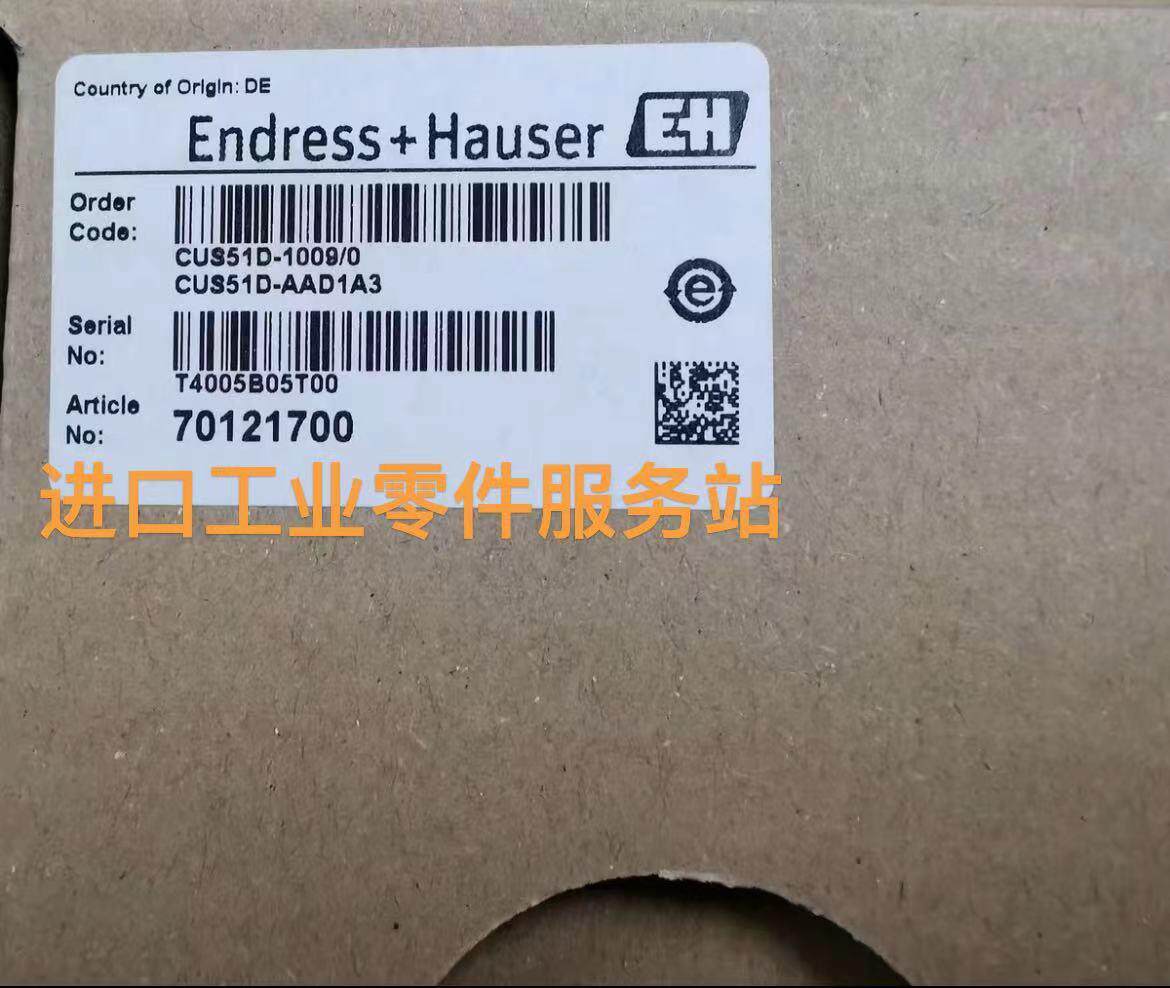 Country of Origin: DE
Endress+Hauser EH
Order
Code:
CUS51D-1009/0
CUS51D-AAD1A3
Serial
No:
T4005B05T00
Article
No:
70121700
e
进口工业零件服务站